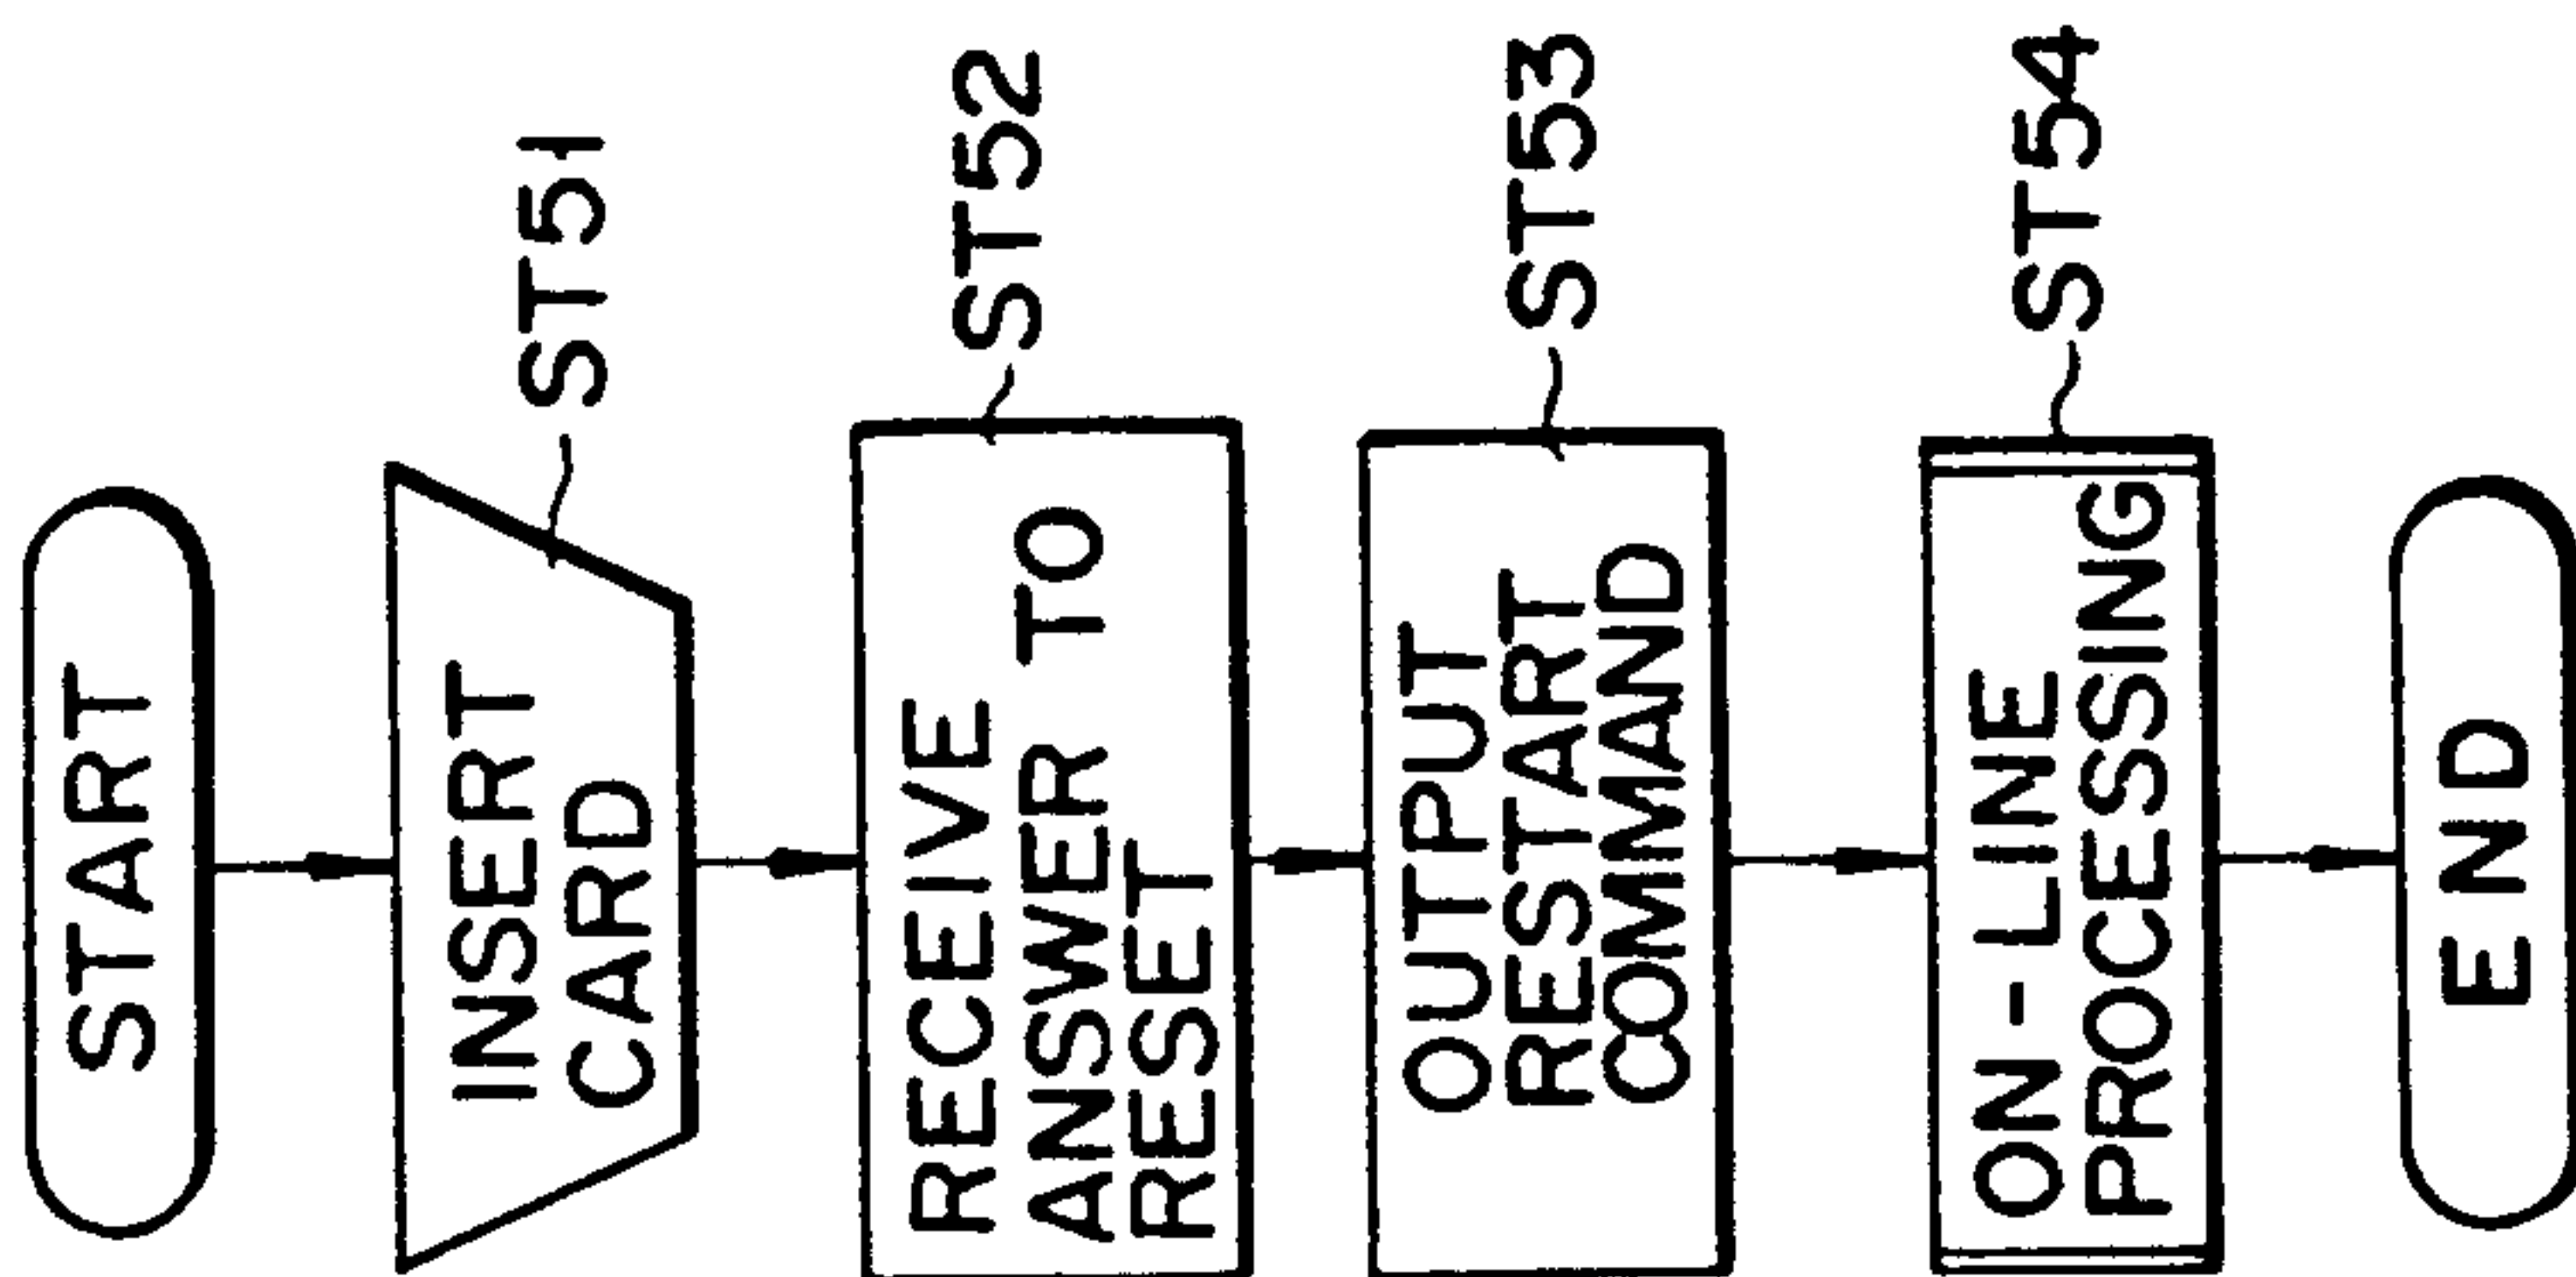 START
INSERT
CARD
ST51
RECEIVE
ANSWER TO
RESET
ST52
OUTPUT
RESTART
COMMAND
ST53
ON-LINE
PROCESSING
ST54
END